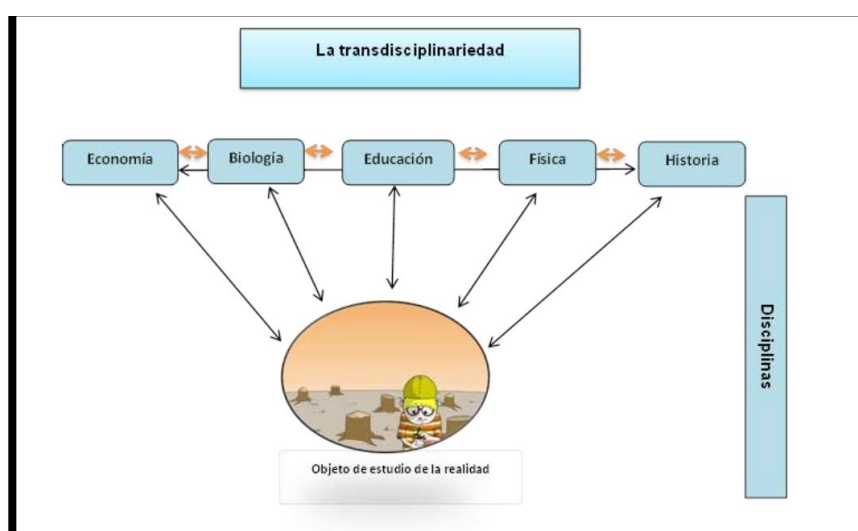 La transdisciplinariedad
Economía
Biología
Educación
Física
Historia
Disciplinas
Objeto de estudio de la realidad